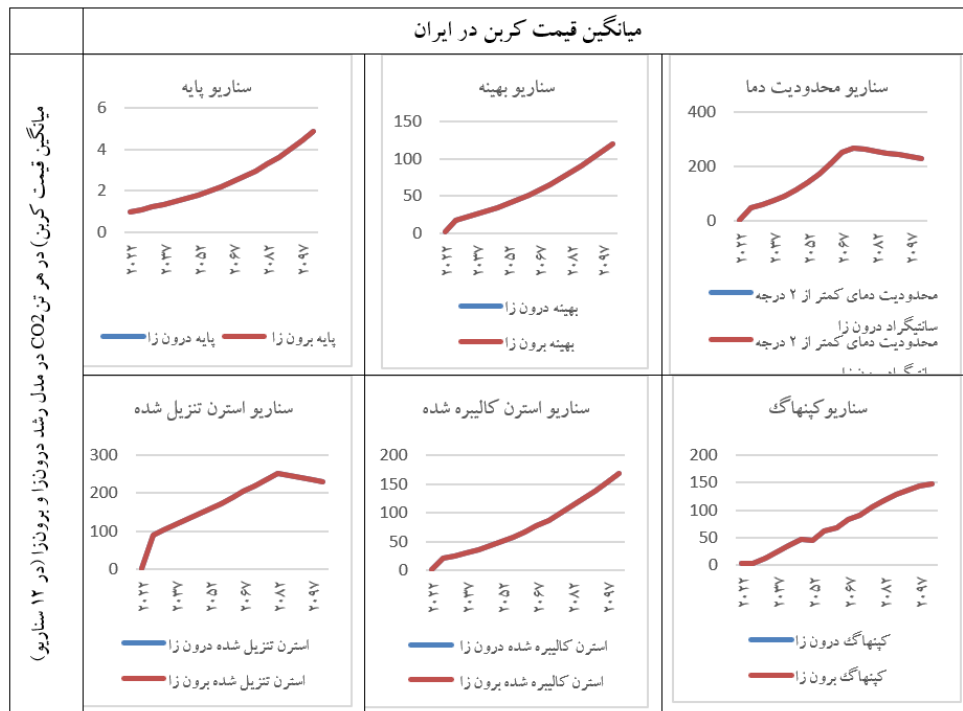 میانگین قیمت کربن در ایران
میانگین قیمت کربن) در هر تن CO2 در مدل رشد درون‌زا و برون‌زا (در ۱۲ سناریو)
سناریو محدودیت دما
400
200
0
۲۰۲۲ ۲۰۳۷ ۲۰۵۲ ۲۰۶۷ ۲۰۸۲ ۲۰۹۷
محدودیت دمای کمتر از ۲ درجه
سانتیگراد درون زا
محدودیت دمای کمتر از ۲ درجه
سناریو بهینه
150
100
50
0
۲۰۲۲ ۲۰۳۷ ۲۰۵۲ ۲۰۶۷ ۲۰۸۲ ۲۰۹۷
بهینه درون زا
بهینه برون زا
سناریو پایه
6
4
2
0
۲۰۲۲ ۲۰۳۷ ۲۰۵۲ ۲۰۶۷ ۲۰۸۲ ۲۰۹۷
پایه درون زا پایه برون زا
سناریو کپنهاگ
200
150
100
50
0
۲۰۲۲ ۲۰۳۷ ۲۰۵۲ ۲۰۶۷ ۲۰۸۲ ۲۰۹۷
کپنهاگ درون زا
کپنهاگ برون زا
سناریو استرن کالیبره شده
200
150
100
50
0
۲۰۲۲ ۲۰۳۷ ۲۰۵۲ ۲۰۶۷ ۲۰۸۲ ۲۰۹۷
استرن کالیبره شده درون زا
استرن کالیبره شده برون زا
سناریو استرن تنزیل شده
300
200
100
0
۲۰۲۲ ۲۰۳۷ ۲۰۵۲ ۲۰۶۷ ۲۰۸۲ ۲۰۹۷
استرن تنزیل شده درون زا
استرن تنزیل شده برون زا